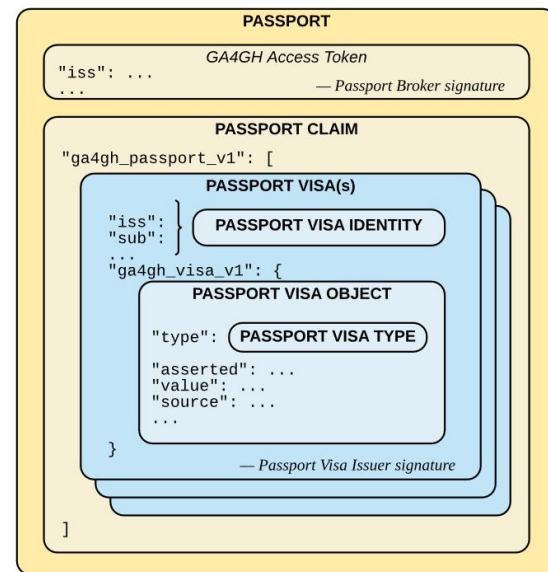 PASSPORT
GA4GH Access Token
"iss": ...
...
— Passport Broker signature
PASSPORT CLAIM
"ga4gh_passport_v1": [
PASSPORT VISA(s)
"iss":
"sub":
...
PASSPORT VISA IDENTITY
"ga4gh_visa_v1": {
PASSPORT VISA OBJECT
"type": PASSPORT VISA TYPE
"asserted": ...
"value": ...
"source": ...
...
}
— Passport Visa Issuer signature
]